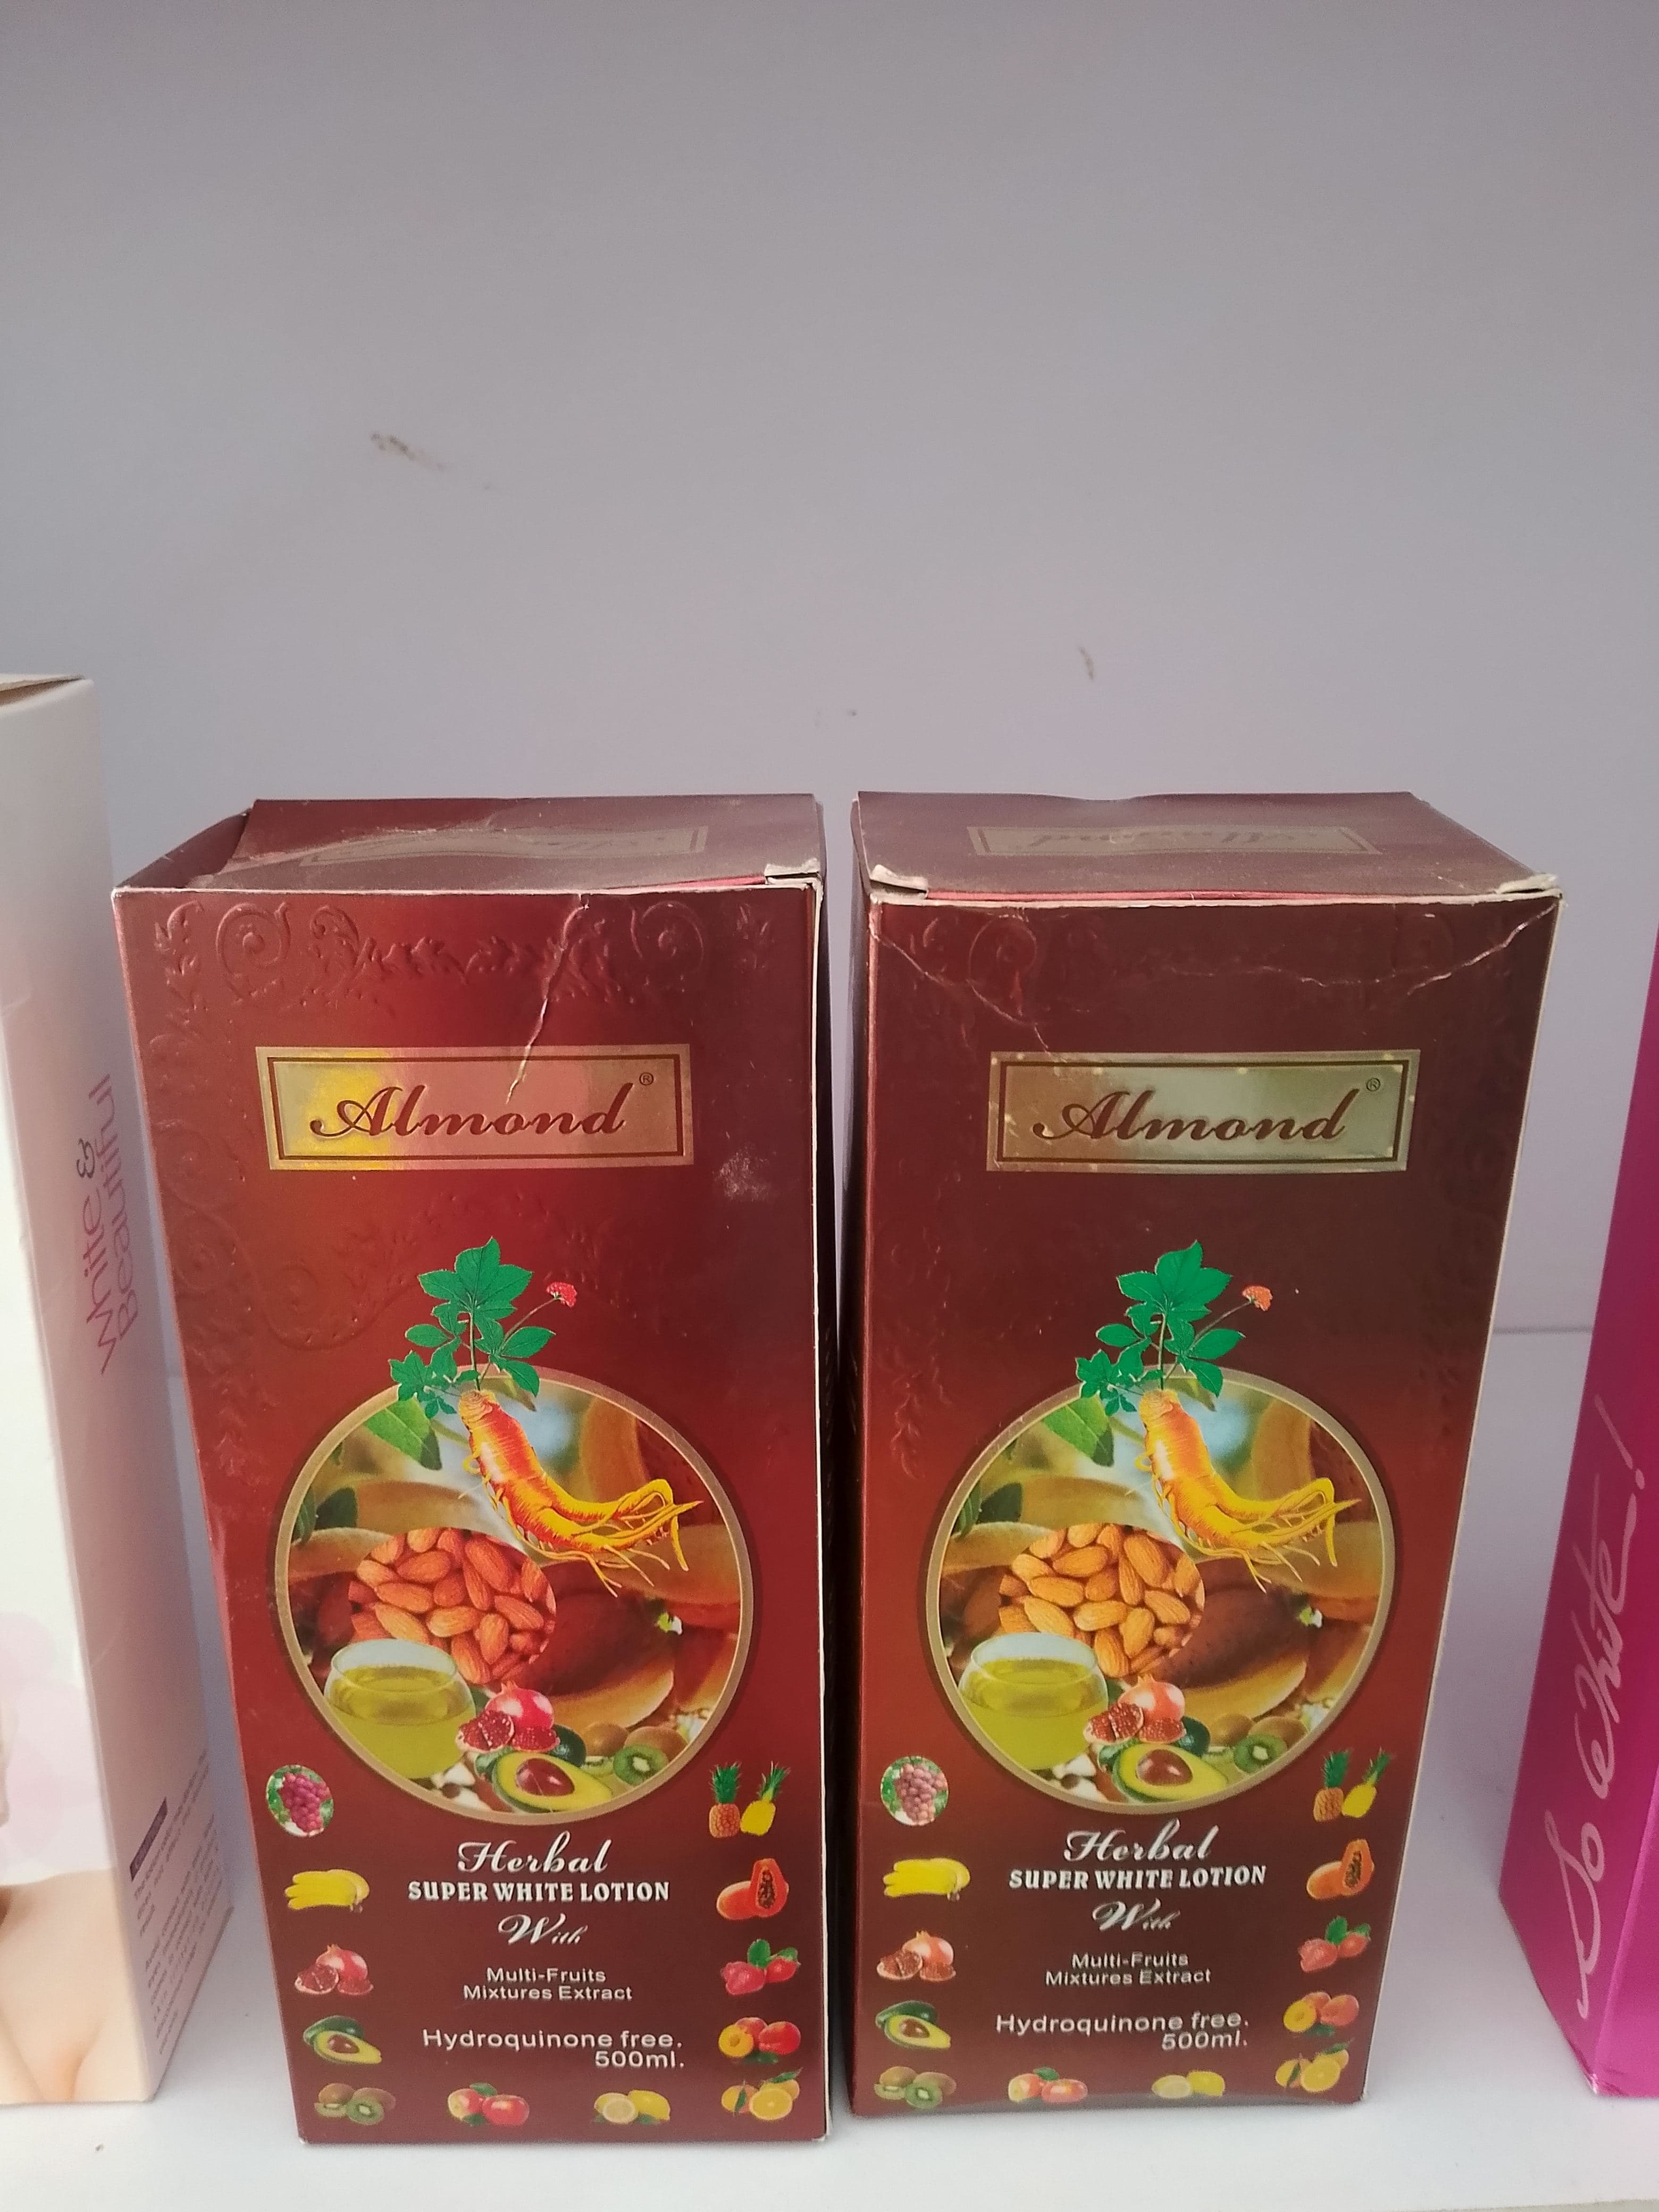 White &
Beautiful
Almond®
Herbal
SUPER WHITE LOTION
With
Multi-Fruits
Mixtures Extract
Hydroquinone free.
500ml.
Almond®
Herbal
SUPER WHITE LOTION
With
Multi-Fruits
Mixtures Extract
Hydroquinone free.
500ml.
So White!